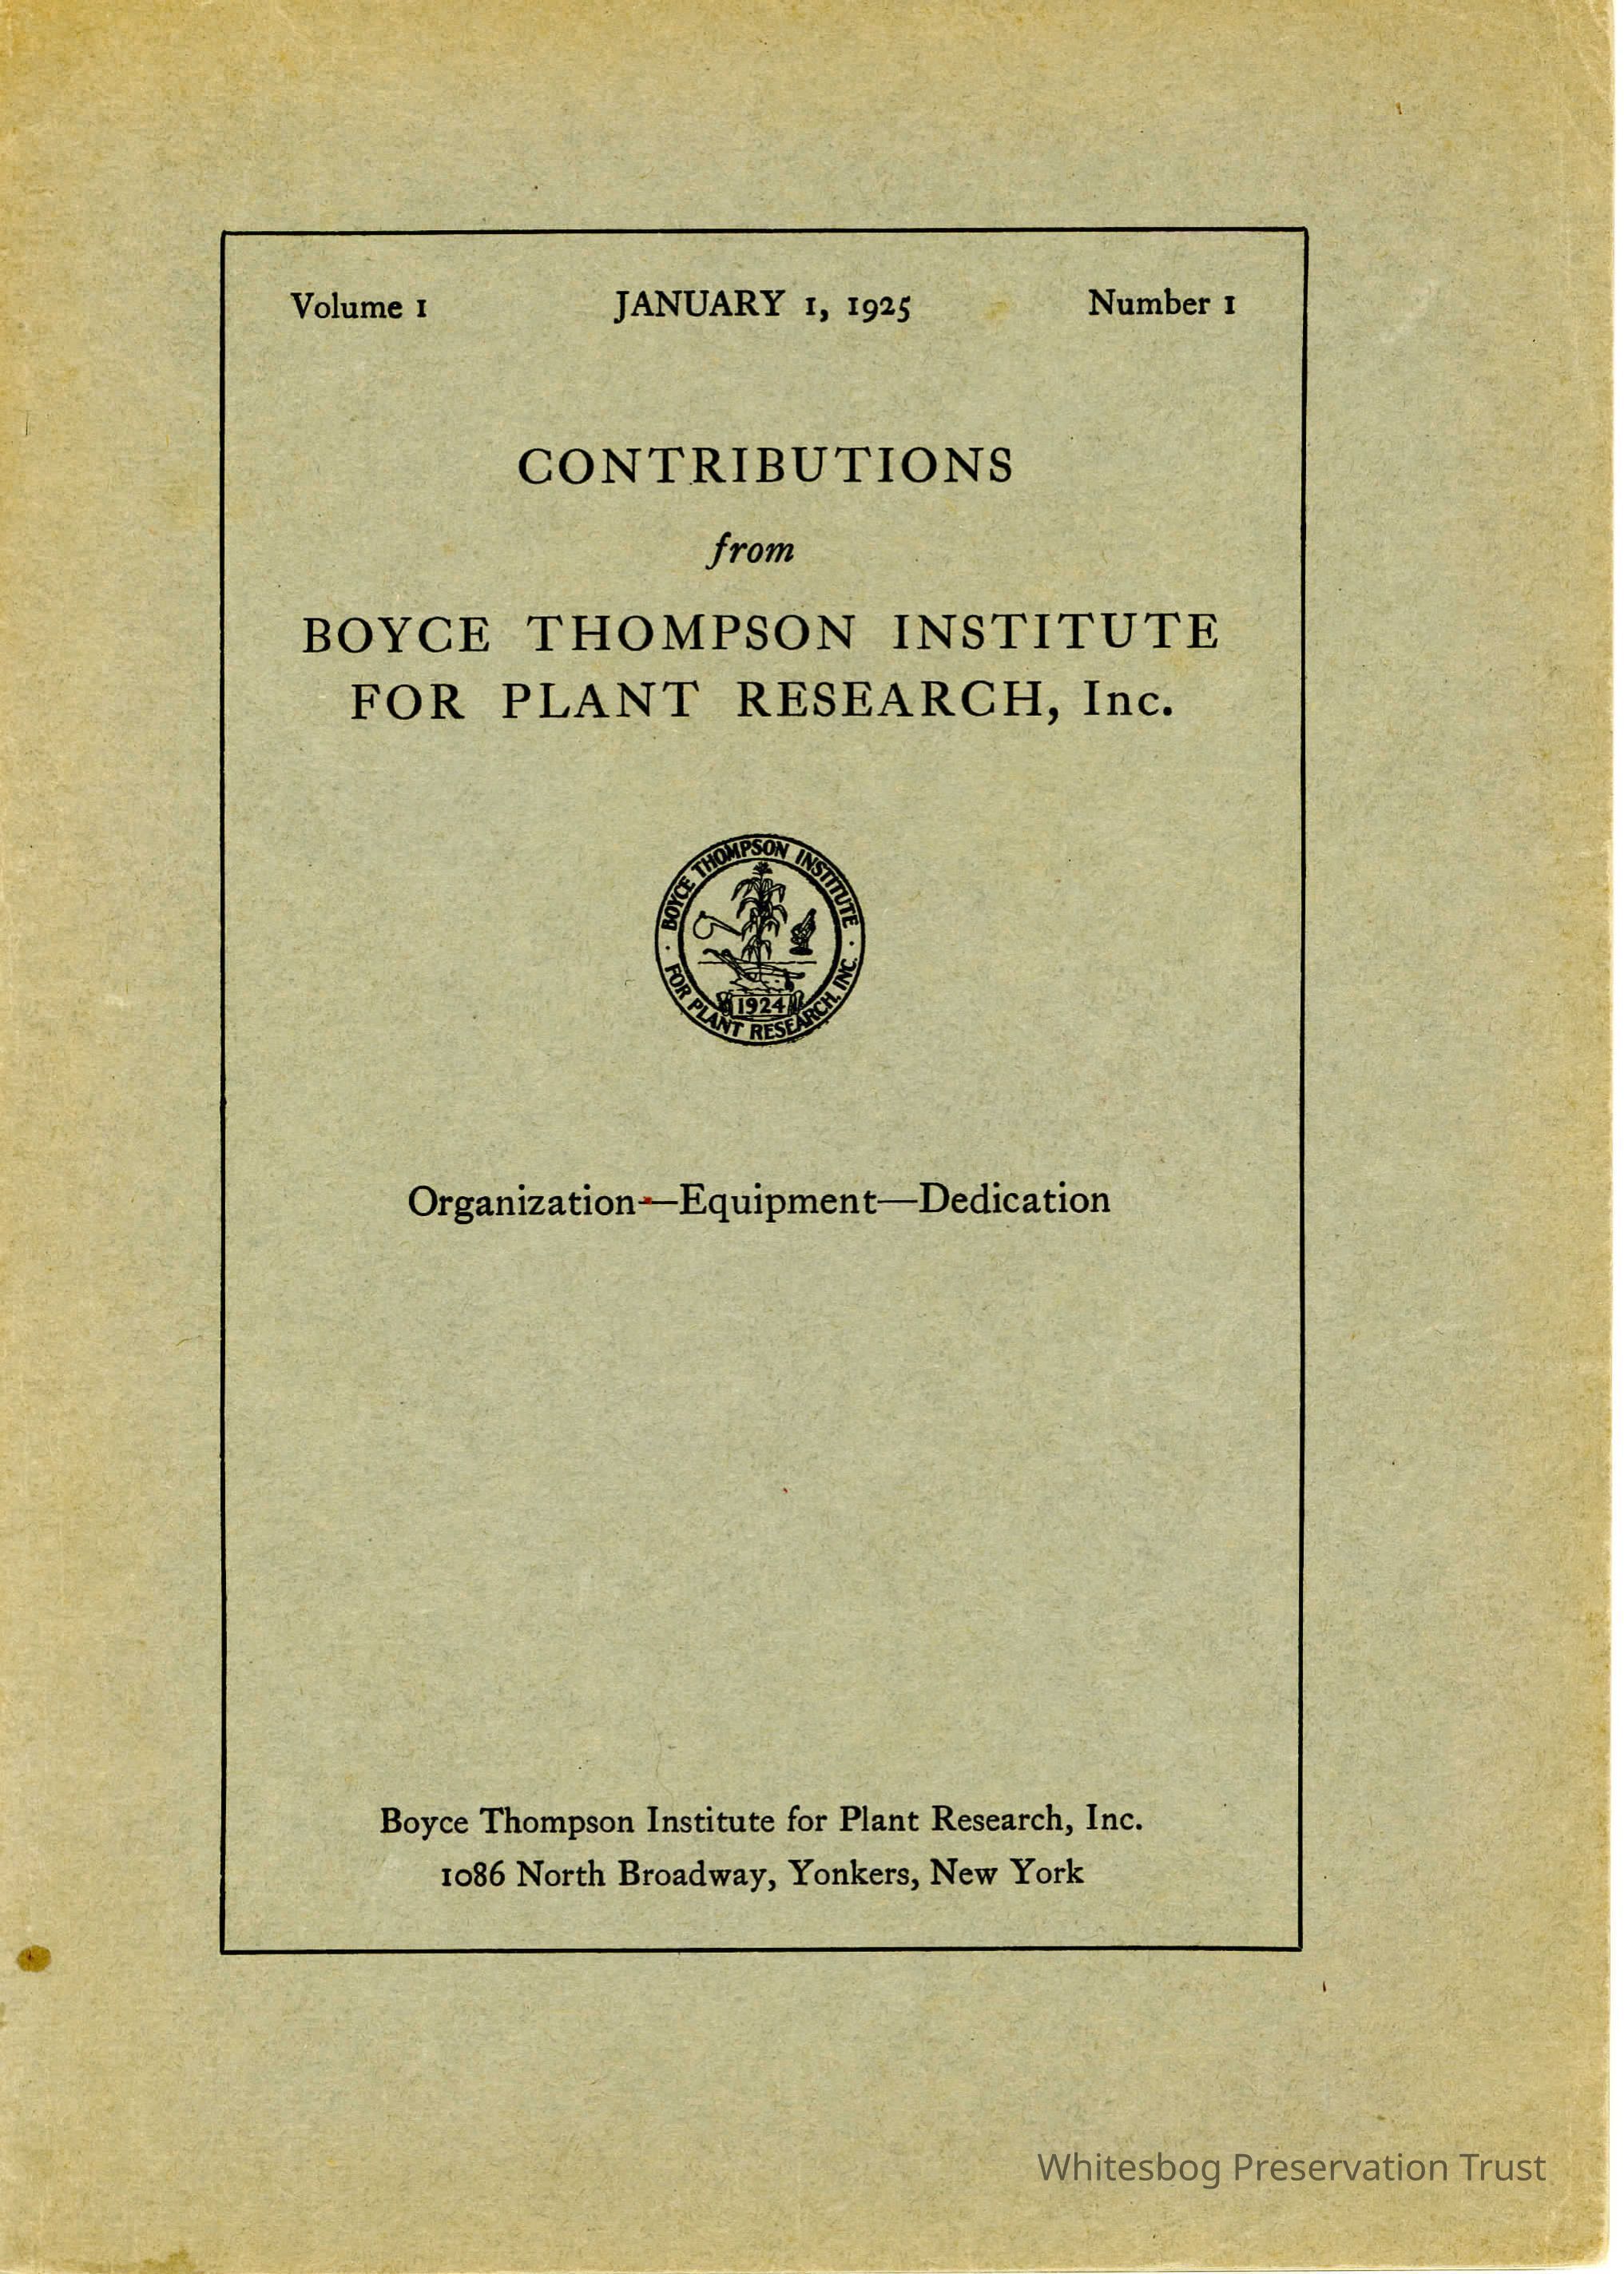 Volume 1 JANUARY 1, 1925 Number 1
CONTRIBUTIONS
from
BOYCE THOMPSON INSTITUTE
FOR PLANT RESEARCH, Inc.
· BOYCE THOMPSON INSTITUTE ·
FOR PLANT RESEARCH, INC.
1924
Organization—Equipment—Dedication
Boyce Thompson Institute for Plant Research, Inc.
1086 North Broadway, Yonkers, New York
Whitesbog Preservation Trust